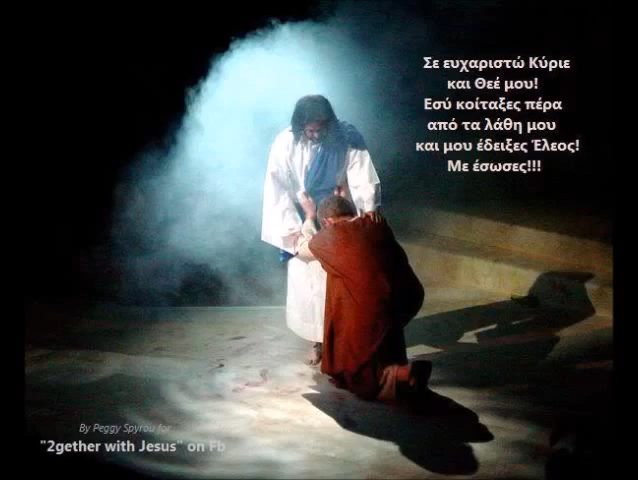 Σε ευχαριστώ Κύριε
και Θεέ μου!
Εσύ κοίταξες πέρα
από τα λάθη μου
και μου έδειξες Έλεος!
Με έσωσες!!!
By Peggy Spyrou for
"2gether with Jesus" on Fb